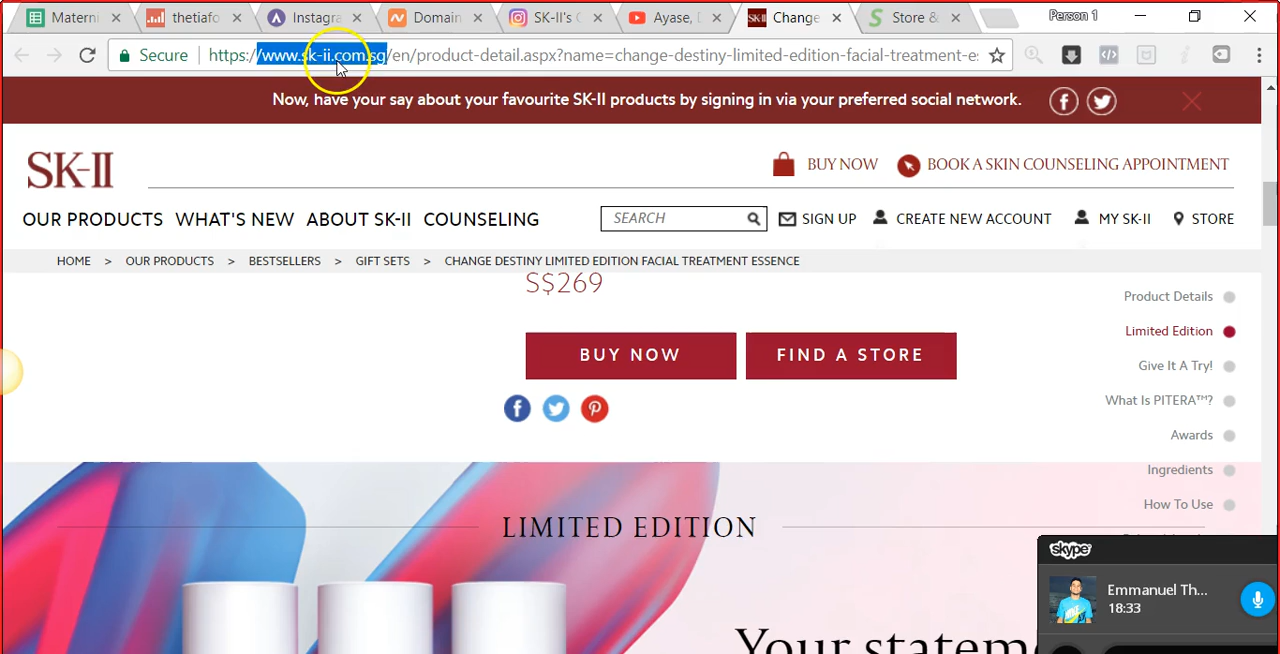 Materni
thetiafo
Instagra
Domain
SK-II's
Ayase,
Change
Store &
Person 1
Secure
https://www.sk-ii.com.sg/en/product-detail.aspx?name=change-destiny-limited-edition-facial-treatment-es
Now, have your say about your favourite SK-II products by signing in via your preferred social network.
SK-II
BUY NOW
BOOK A SKIN COUNSELING APPOINTMENT
OUR PRODUCTS WHAT'S NEW ABOUT SK-II COUNSELING
SEARCH
SIGN UP
CREATE NEW ACCOUNT
MY SK-II
STORE
HOME > OUR PRODUCTS > BESTSELLERS > GIFT SETS > CHANGE DESTINY LIMITED EDITION FACIAL TREATMENT ESSENCE
S$269
BUY NOW
FIND A STORE
Product Details
Limited Edition
Give It A Try!
What Is PITERA™?
Awards
Ingredients
How To Use
LIMITED EDITION
Your statem
skype
Emmanuel Th...
18:33